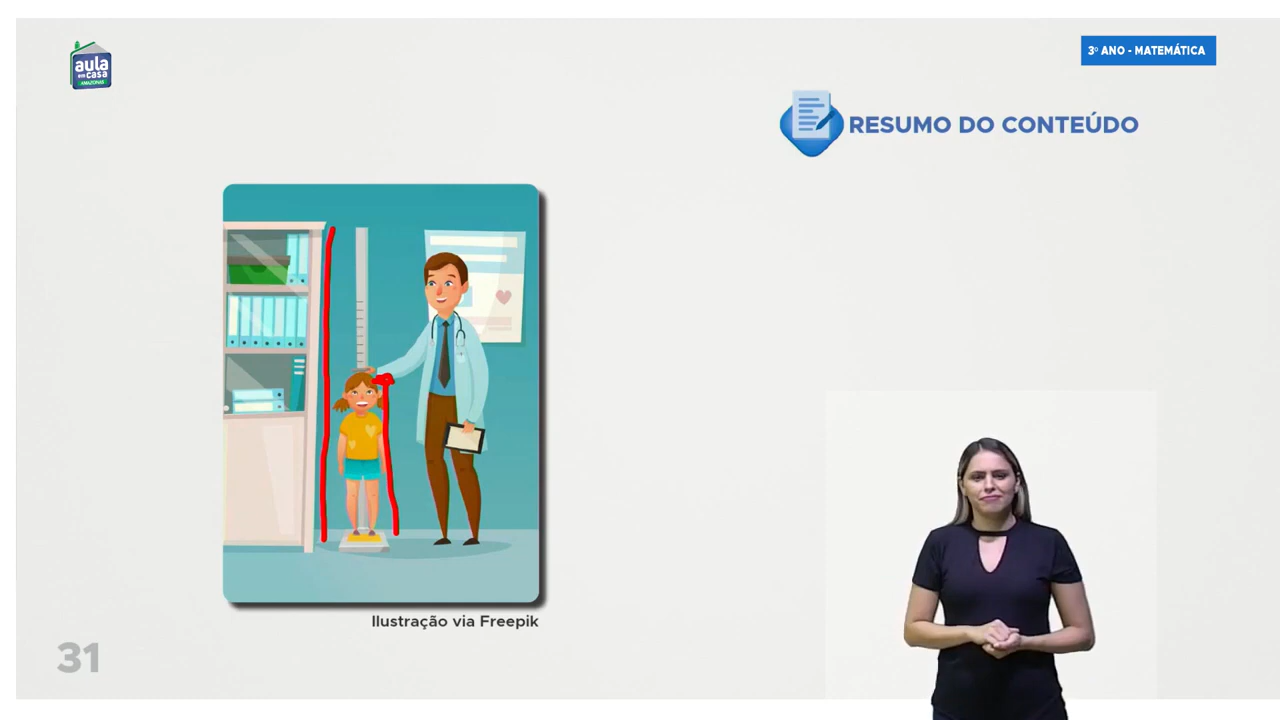 aula
em casa
AMAZONAS
3º ANO - MATEMÁTICA
RESUMO DO CONTEÚDO
Ilustração via Freepik
31